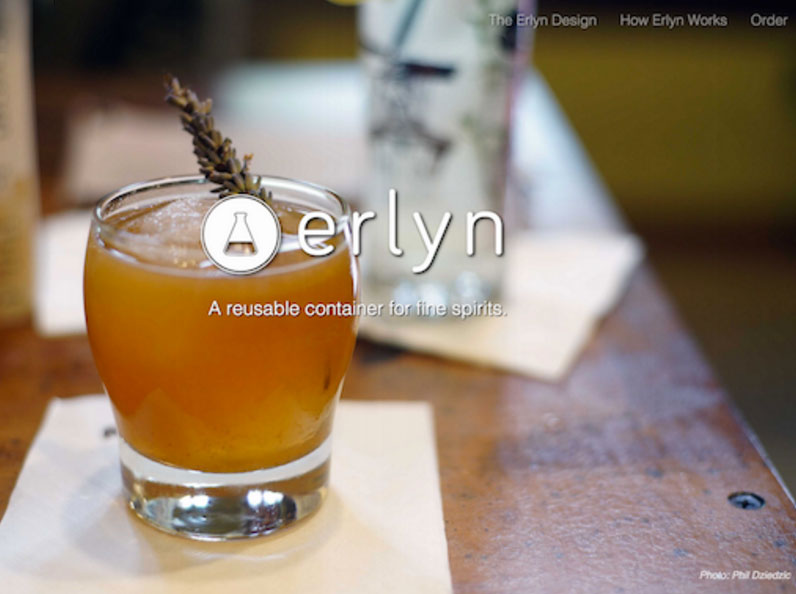 The Erlyn Design How Erlyn Works Order
erlyn
A reusable container for fine spirits.
Photo: Phil Dziedzic